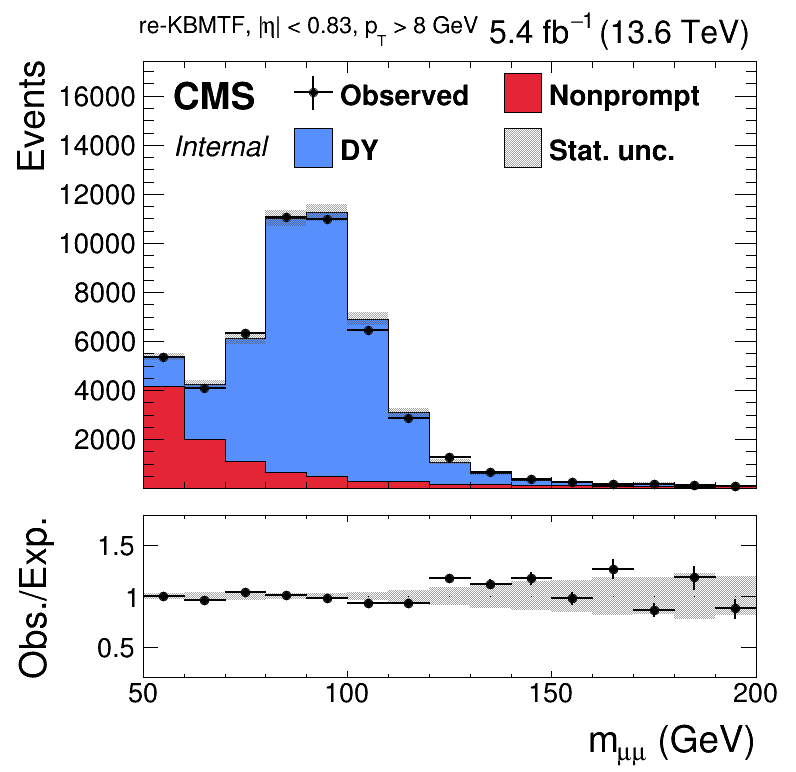 re-KBMTF, |η| < 0.83, p_T > 8 GeV 5.4 fb⁻¹ (13.6 TeV)
Events
16000
14000
12000
10000
8000
6000
4000
2000
CMS
Internal
Observed
Nonprompt
DY
Stat. unc.
Obs./Exp.
1.5
1
0.5
50 100 150 200
m_μμ (GeV)